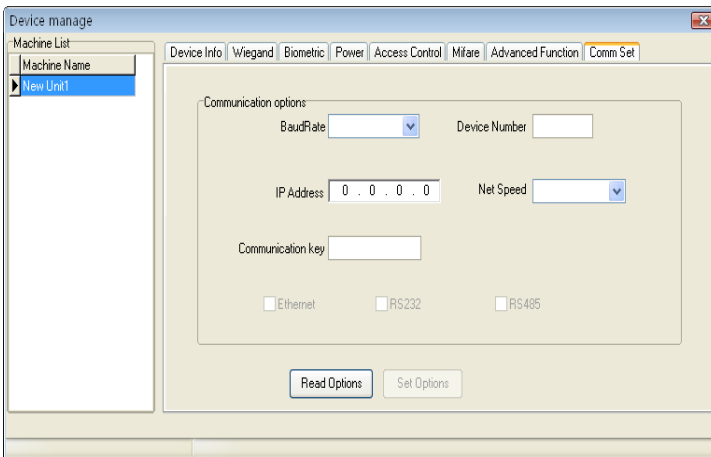 Device manage
Machine List
Machine Name
New Unit1
Device Info Wiegand Biometric Power Access Control Mifare Advanced Function Comm Set
Communication options
BaudRate Device Number
IP Address 0 . 0 . 0 . 0 Net Speed
Communication key
Ethernet RS232 RS485
Read Options Set Options